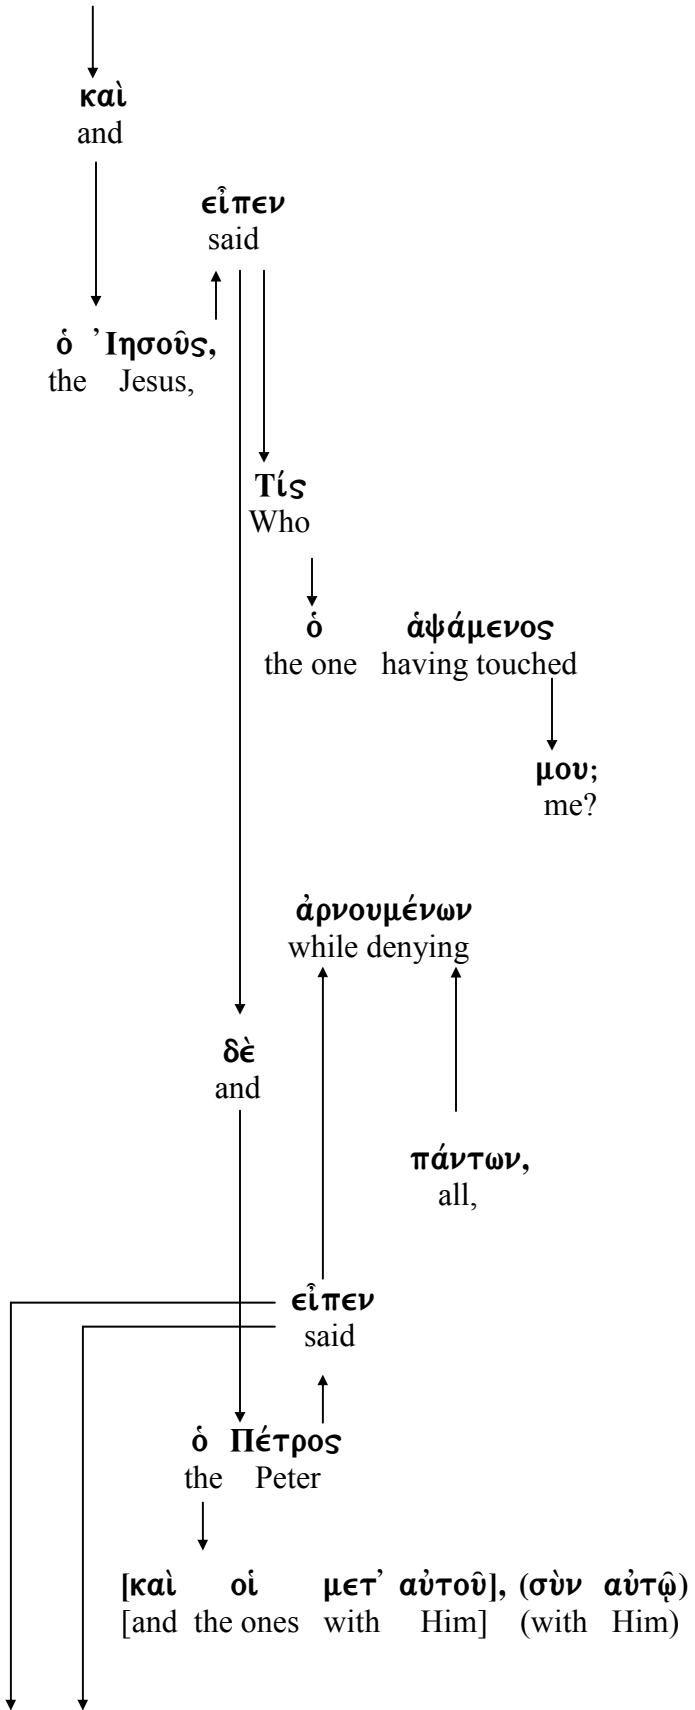 καὶ
and
εἶπεν
said
ὁ Ἰησοῦς,
the Jesus,
Τίς
Who
ὁ ἁψάμενος
the one having touched
μου;
me?
ἀρνουμένων
while denying
δὲ
and
πάντων,
all,
εἶπεν
said
ὁ Πέτρος
the Peter
[καὶ οἱ μετ’ αὐτοῦ], (σὺν αὐτῷ)
[and the ones with Him] (with Him)